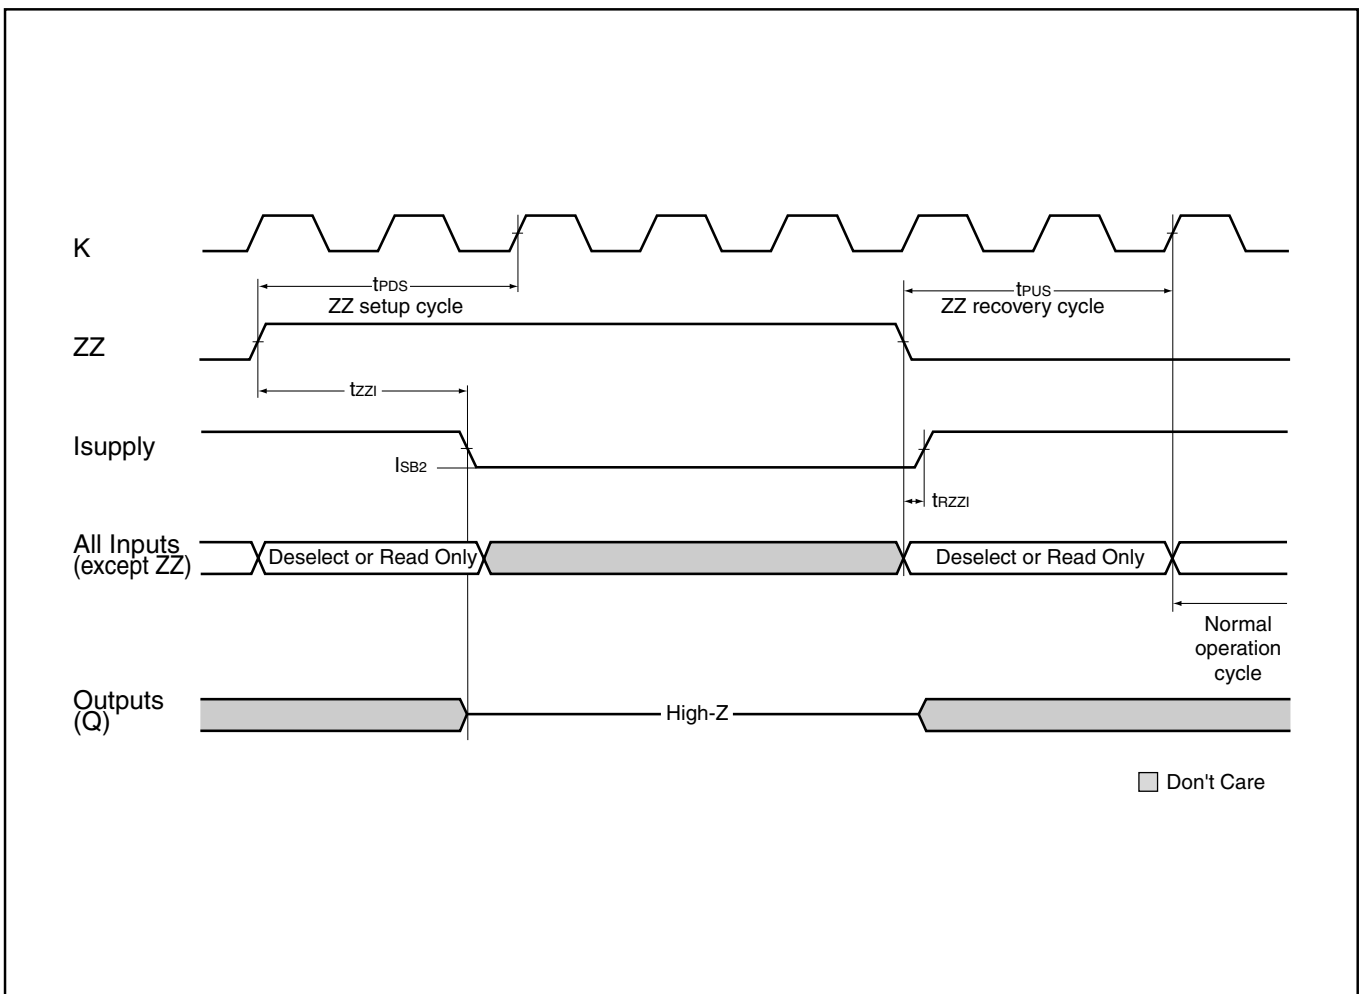 K
tPDS
ZZ setup cycle
tPUS
ZZ recovery cycle
ZZ
tZZI
Isupply
ISB2
tRZZI
All Inputs
(except ZZ)
Deselect or Read Only
Deselect or Read Only
Normal
operation
cycle
Outputs
(Q)
High-Z
Don't Care